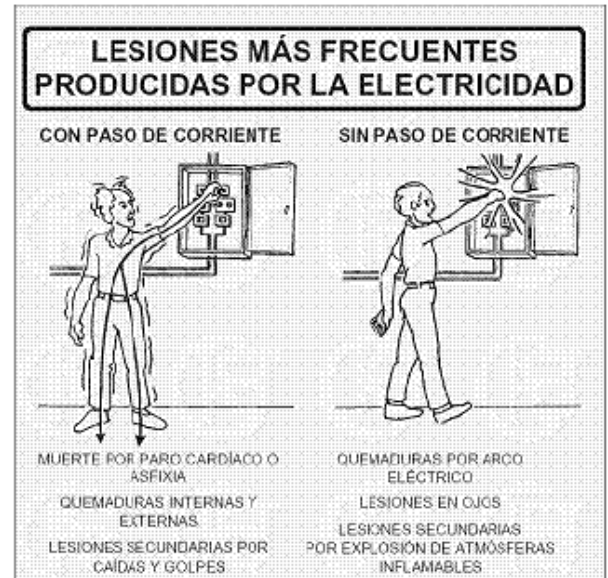 LESIONES MÁS FRECUENTES
PRODUCIDAS POR LA ELECTRICIDAD
CON PASO DE CORRIENTE
MUERTE POR PARO CARDÍACO O
ASFIXIA
QUEMADURAS INTERNAS Y
EXTERNAS
LESIONES SECUNDARIAS POR
CAÍDAS Y GOLPES
SIN PASO DE CORRIENTE
QUEMADURAS POR ARCO
ELÉCTRICO
LESIONES EN OJOS
LESIONES SECUNDARIAS
POR EXPLOSIÓN DE ATMÓSFERAS
INFLAMABLES